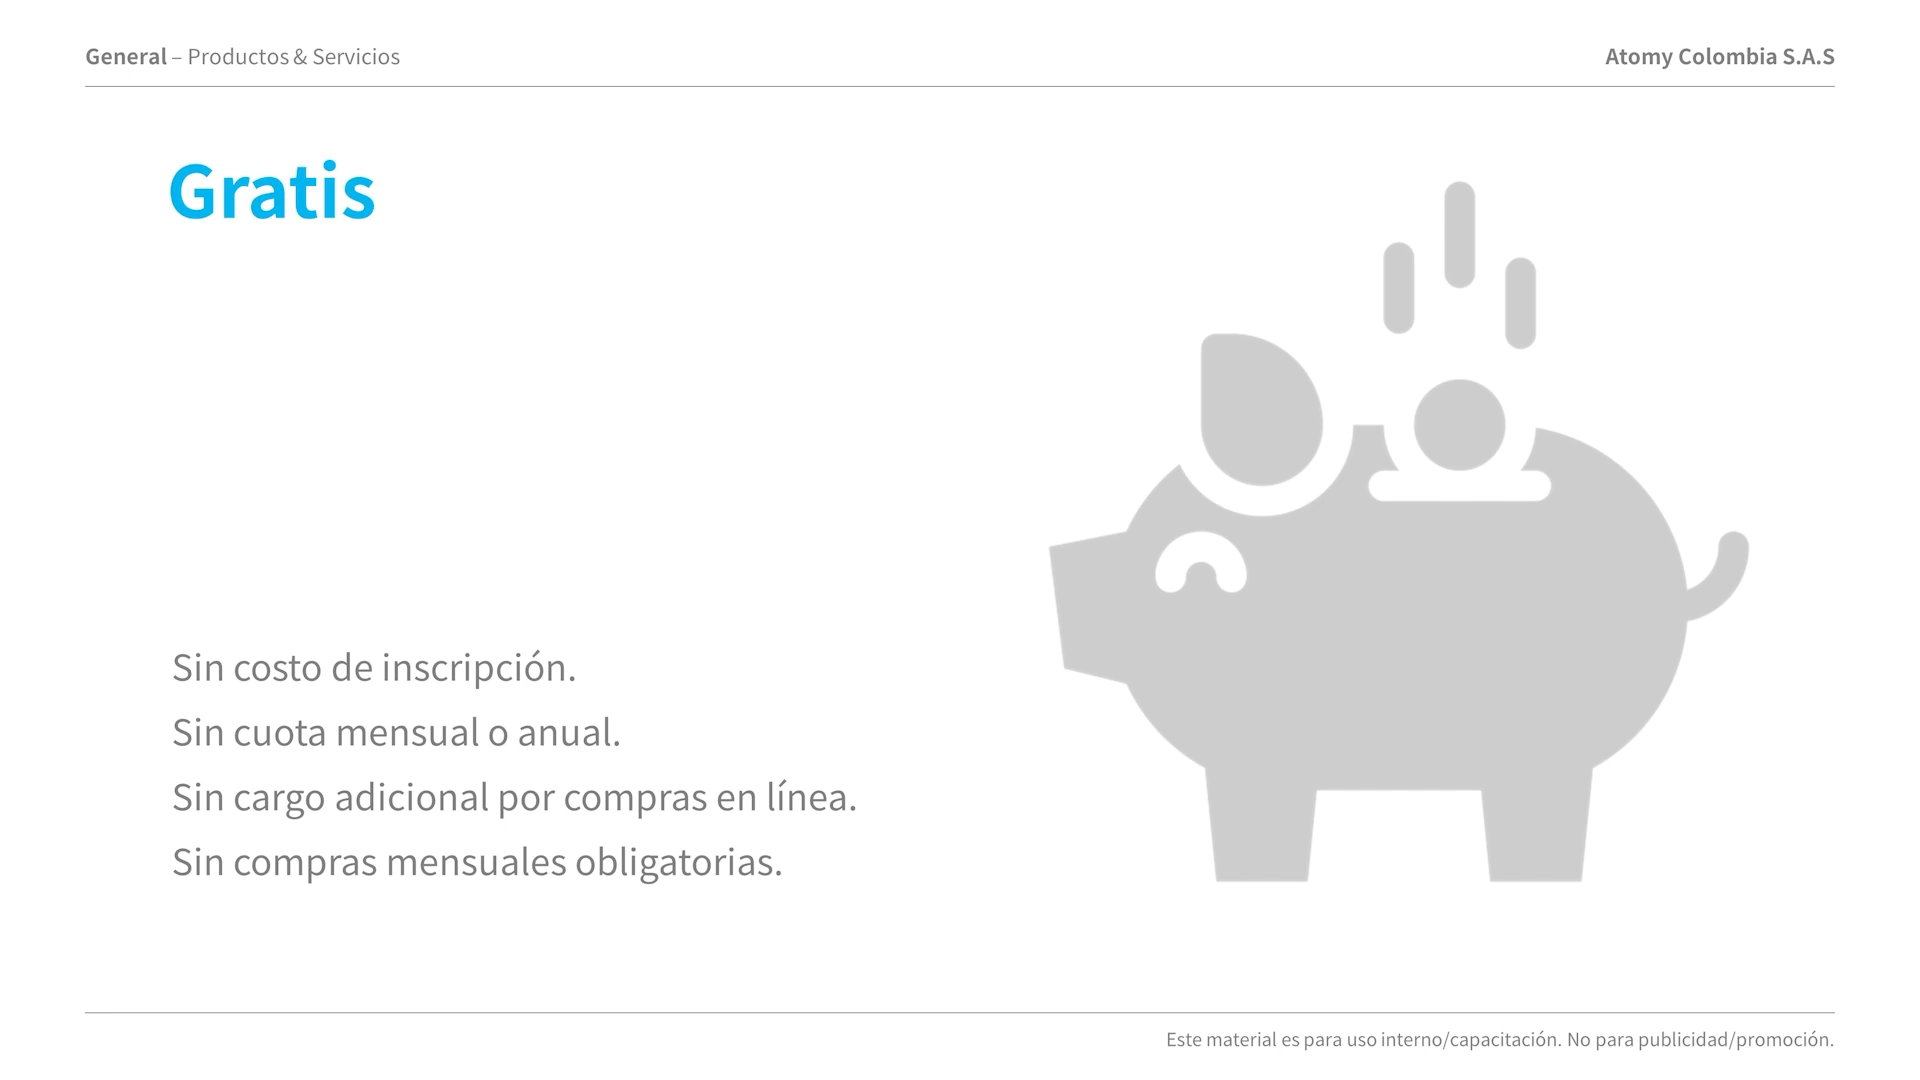 General – Productos & Servicios
Atomy Colombia S.A.S
Gratis
Sin costo de inscripción.
Sin cuota mensual o anual.
Sin cargo adicional por compras en línea.
Sin compras mensuales obligatorias.
Este material es para uso interno/capacitación. No para publicidad/promoción.